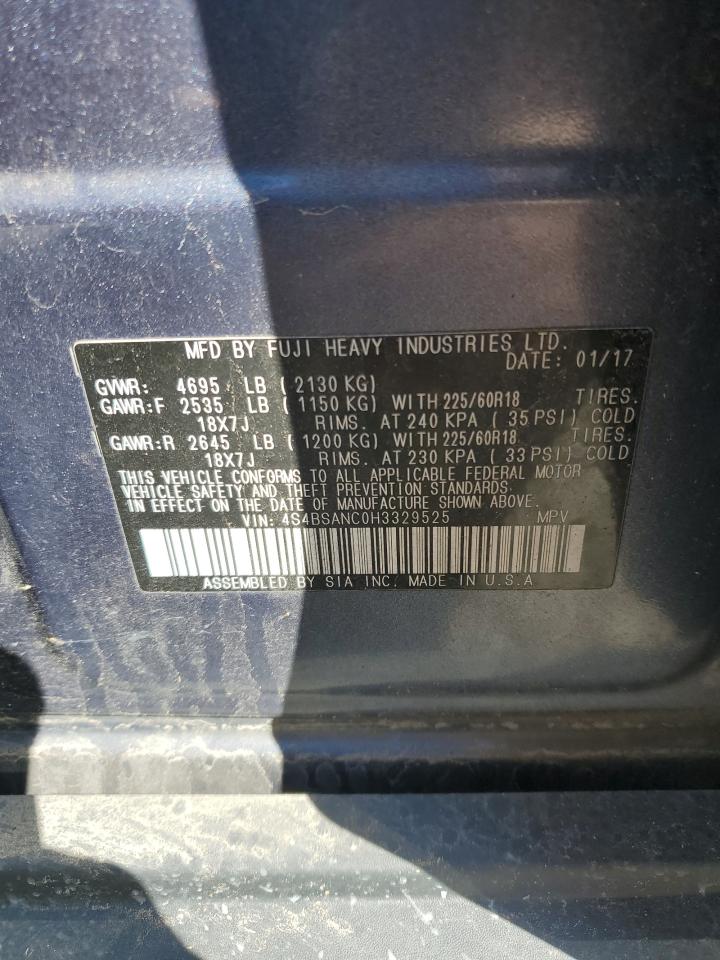 MFD BY FUJI HEAVY INDUSTRIES LTD.
DATE: 01/17
GVWR: 4695 LB ( 2130 KG)
GAWR:F 2535 LB ( 1150 KG) WITH 225/60R18 TIRES.
18X7J RIMS. AT 240 KPA ( 35 PSI) COLD
GAWR:R 2645 LB ( 1200 KG) WITH 225/60R18 TIRES.
18X7J RIMS. AT 230 KPA ( 33 PSI) COLD
THIS VEHICLE CONFORMS TO ALL APPLICABLE FEDERAL MOTOR
VEHICLE SAFETY AND THEFT PREVENTION STANDARDS
IN EFFECT ON THE DATE OF MANUFACTURE SHOWN ABOVE.
VIN: 4S4BSANC0H3329525 MPV
ASSEMBLED BY SIA INC. MADE IN U.S.A